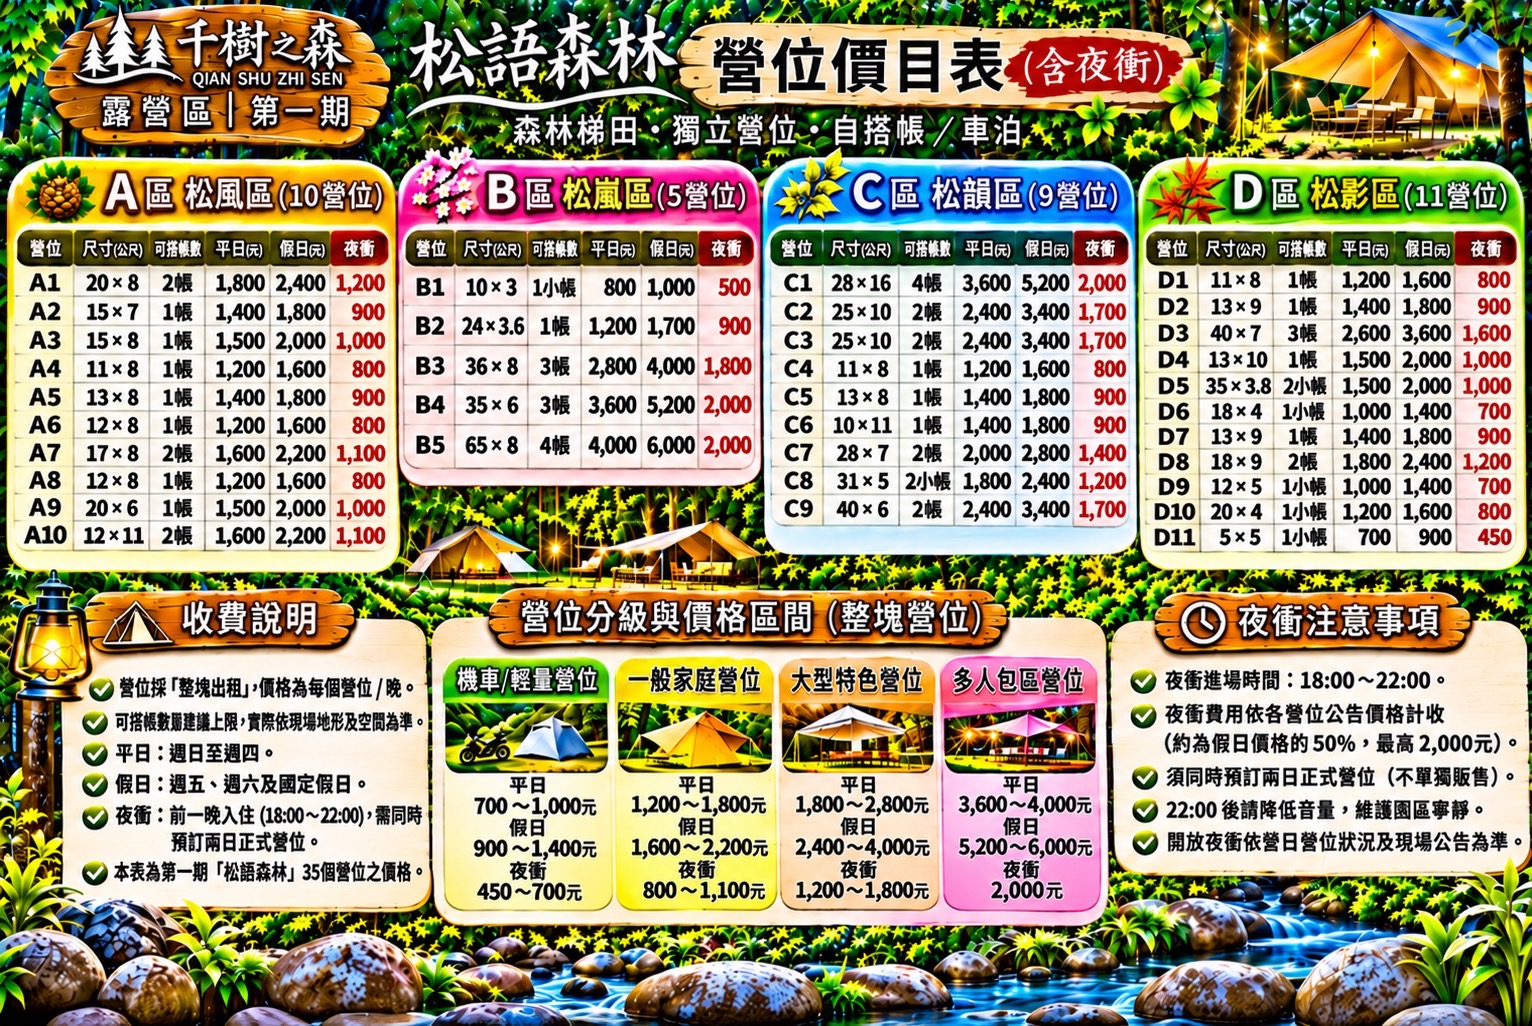 千樹之森
QIAN SHU ZHI SEN
露營區｜第一期
松語森林 營位價目表 (含夜衝)
森林梯田・獨立營位・自搭帳／車泊
A區 松風區(10營位)
營位 尺寸(公尺) 可搭帳數 平日(元) 假日(元) 夜衝
A1 20×8 2帳 1,800 2,400 1,200
A2 15×7 1帳 1,400 1,800 900
A3 15×8 1帳 1,500 2,000 1,000
A4 11×8 1帳 1,200 1,600 800
A5 13×8 1帳 1,400 1,800 900
A6 12×8 1帳 1,200 1,600 800
A7 17×8 2帳 1,600 2,200 1,100
A8 12×8 1帳 1,200 1,600 800
A9 20×6 1帳 1,500 2,000 1,000
A10 12×11 2帳 1,600 2,200 1,100
B區 松嵐區(5營位)
營位 尺寸(公尺) 可搭帳數 平日(元) 假日(元) 夜衝
B1 10×3 1小帳 800 1,000 500
B2 24×3.6 1帳 1,200 1,700 900
B3 36×8 3帳 2,800 4,000 1,800
B4 35×6 3帳 3,600 5,200 2,000
B5 65×8 4帳 4,000 6,000 2,000
C區 松韻區(9營位)
營位 尺寸(公尺) 可搭帳數 平日(元) 假日(元) 夜衝
C1 28×16 4帳 3,600 5,200 2,000
C2 25×10 2帳 2,400 3,400 1,700
C3 25×10 2帳 2,400 3,400 1,700
C4 11×8 1帳 1,200 1,600 800
C5 13×8 1帳 1,400 1,800 900
C6 10×11 1帳 1,400 1,800 900
C7 28×7 2帳 2,000 2,800 1,400
C8 31×5 2小帳 1,800 2,400 1,200
C9 40×6 2帳 2,400 3,400 1,700
D區 松影區(11營位)
營位 尺寸(公尺) 可搭帳數 平日(元) 假日(元) 夜衝
D1 11×8 1帳 1,200 1,600 800
D2 13×9 1帳 1,400 1,800 900
D3 40×7 3帳 2,600 3,600 1,600
D4 13×10 1帳 1,500 2,000 1,000
D5 35×3.8 2小帳 1,500 2,000 1,000
D6 18×4 1小帳 1,000 1,400 700
D7 13×9 1帳 1,400 1,800 900
D8 18×9 2帳 1,800 2,400 1,200
D9 12×5 1小帳 1,000 1,400 700
D10 20×4 1小帳 1,200 1,600 800
D11 5×5 1小帳 700 900 450
收費說明
營位採「整塊出租」，價格為每個營位 / 晚。
可搭帳數屬建議上限，實際依現場地形及空間為準。
平日：週日至週四。
假日：週五、週六及國定假日。
夜衝：前一晚入住 (18:00～22:00)，需同時
預訂兩日正式營位。
本表為第一期「松語森林」35個營位之價格。
營位分級與價格區間 (整塊營位)
機車/輕量營位
平日
700～1,000元
假日
900～1,400元
夜衝
450～700元
一般家庭營位
平日
1,200～1,800元
假日
1,600～2,200元
夜衝
800～1,100元
大型特色營位
平日
1,800～2,800元
假日
2,400～4,000元
夜衝
1,200～1,800元
多人包區營位
平日
3,600～4,000元
假日
5,200～6,000元
夜衝
2,000元
夜衝注意事項
夜衝進場時間：18:00～22:00。
夜衝費用依各營位公告價格計收
(約為假日價格的 50%，最高 2,000元)。
須同時預訂兩日正式營位（不單獨販售）。
22:00 後請降低音量，維護園區寧靜。
開放夜衝依營日營位狀況及現場公告為準。